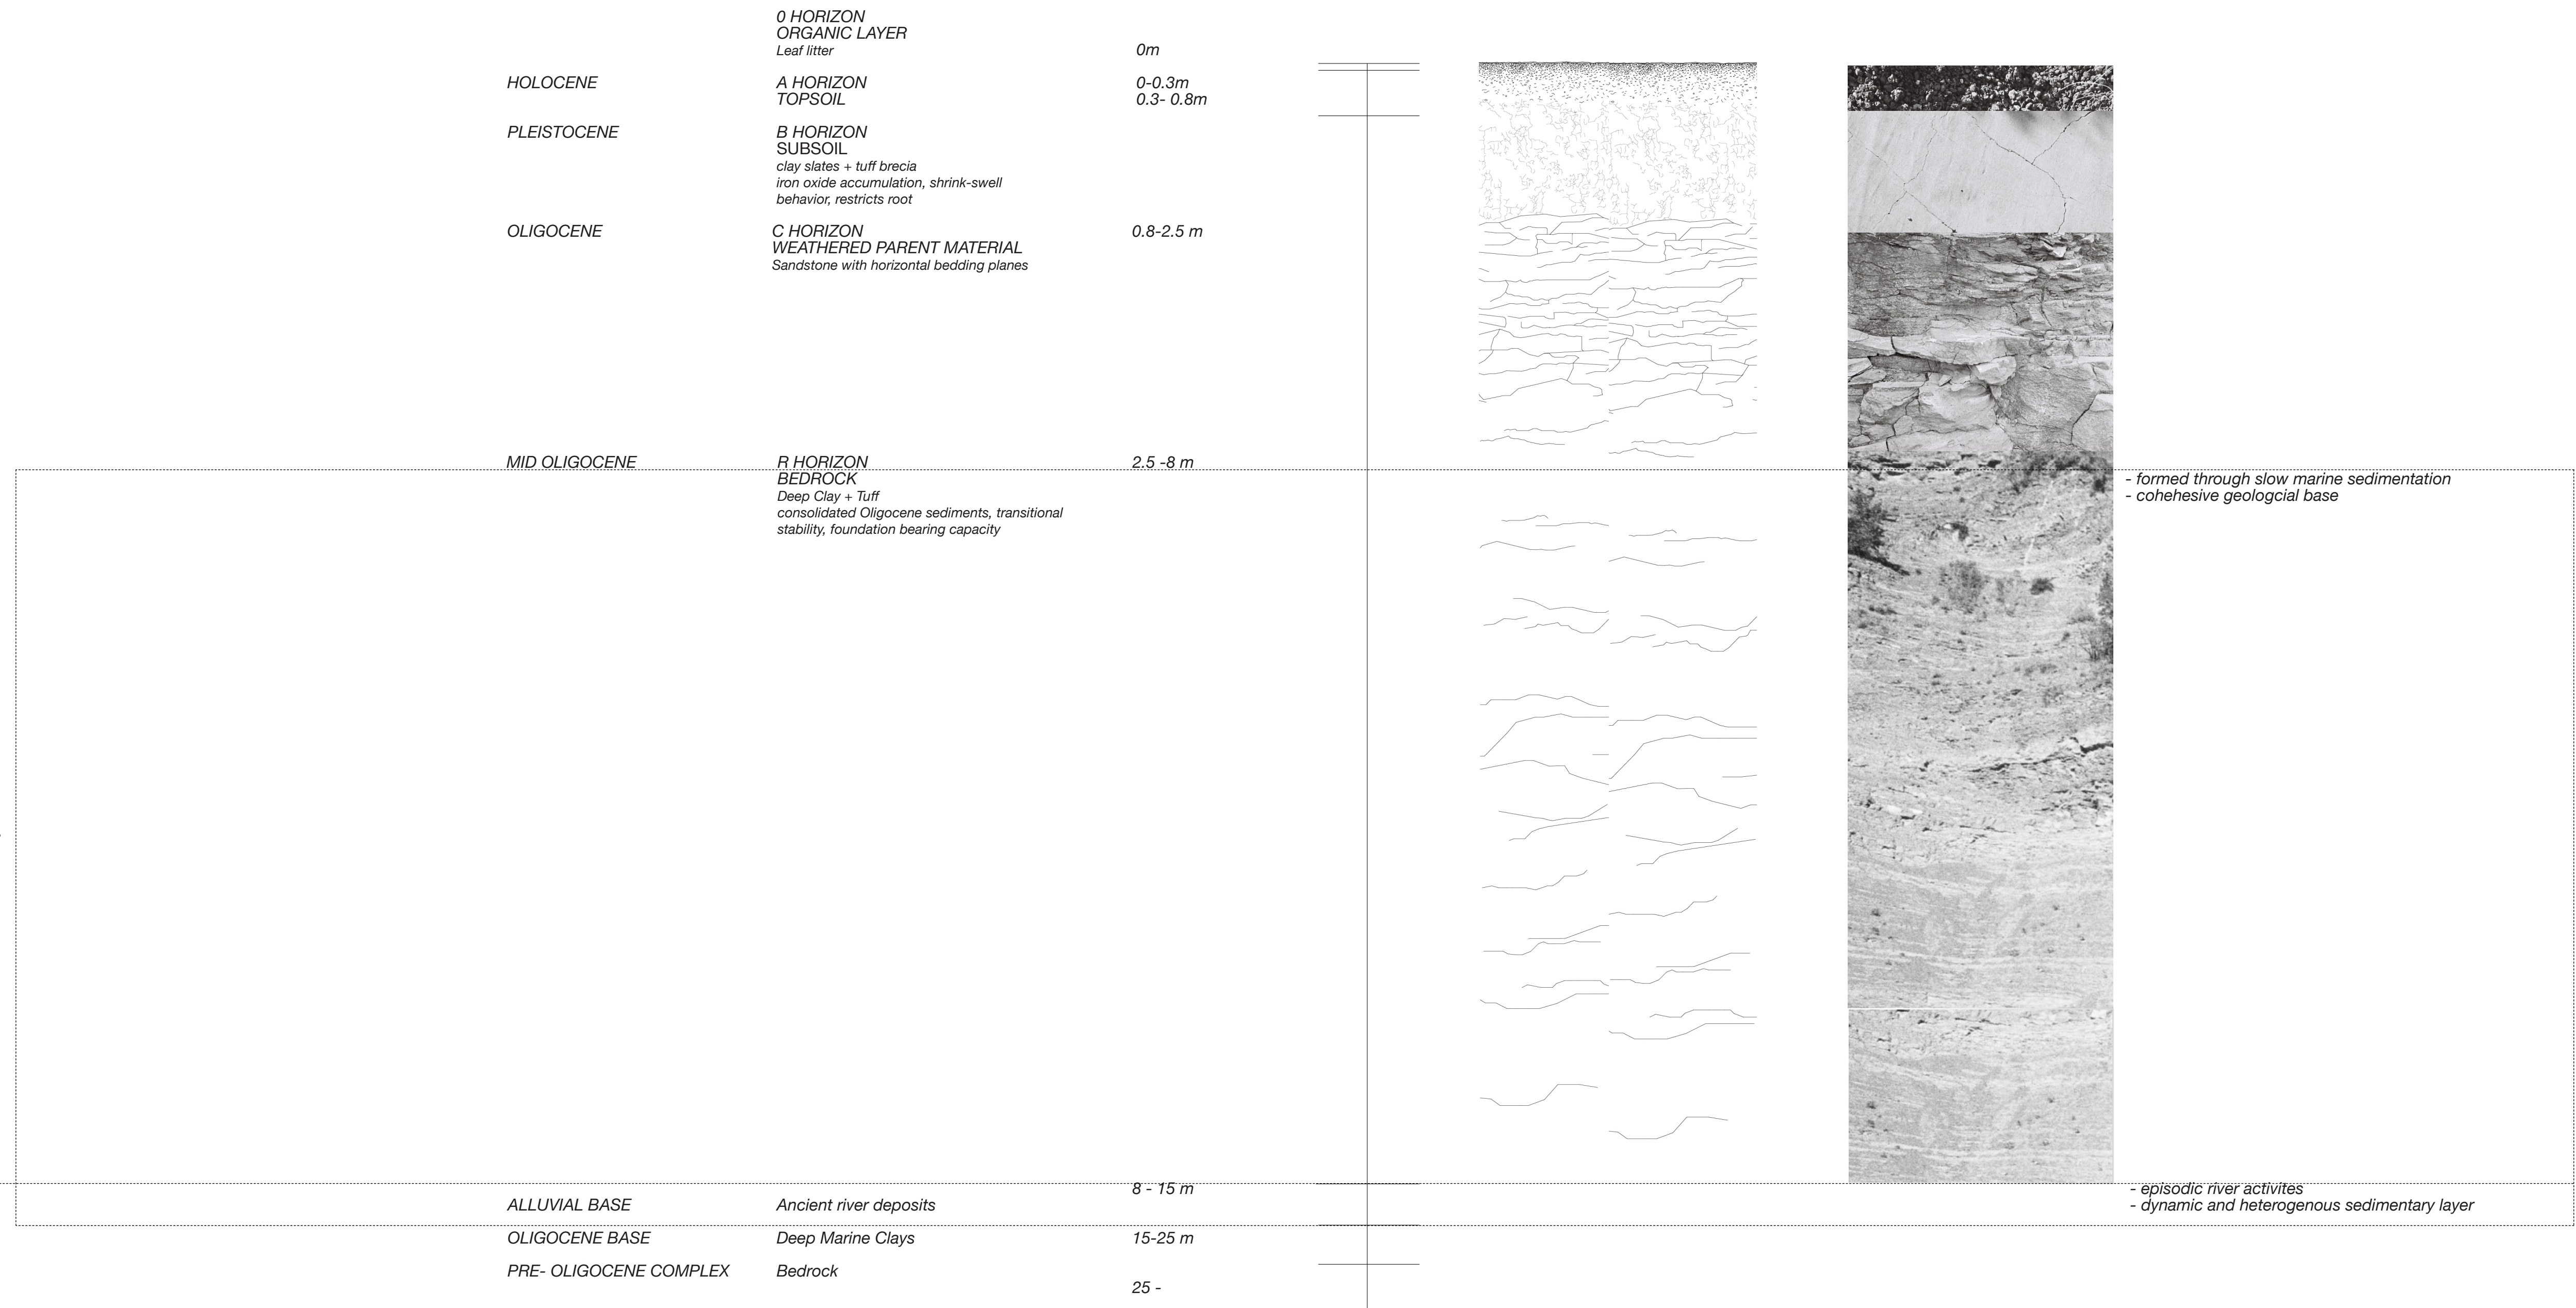 0 HORIZON
ORGANIC LAYER
Leaf litter
0m
HOLOCENE
A HORIZON
0-0.3m
TOPSOIL
0.3- 0.8m
PLEISTOCENE
B HORIZON
SUBSOIL
clay slates + tuff brecia
iron oxide accumulation, shrink-swell
behavior, restricts root
OLIGOCENE
C HORIZON
0.8-2.5 m
WEATHERED PARENT MATERIAL
Sandstone with horizontal bedding planes
MID OLIGOCENE
R HORIZON
2.5 -8 m
BEDROCK
Deep Clay + Tuff
consolidated Oligocene sediments, transitional
stability, foundation bearing capacity
- formed through slow marine sedimentation
- cohehesive geologcial base
8 - 15 m
ALLUVIAL BASE
Ancient river deposits
- episodic river activites
- dynamic and heterogenous sedimentary layer
OLIGOCENE BASE
Deep Marine Clays
15-25 m
PRE- OLIGOCENE COMPLEX
Bedrock
25 -